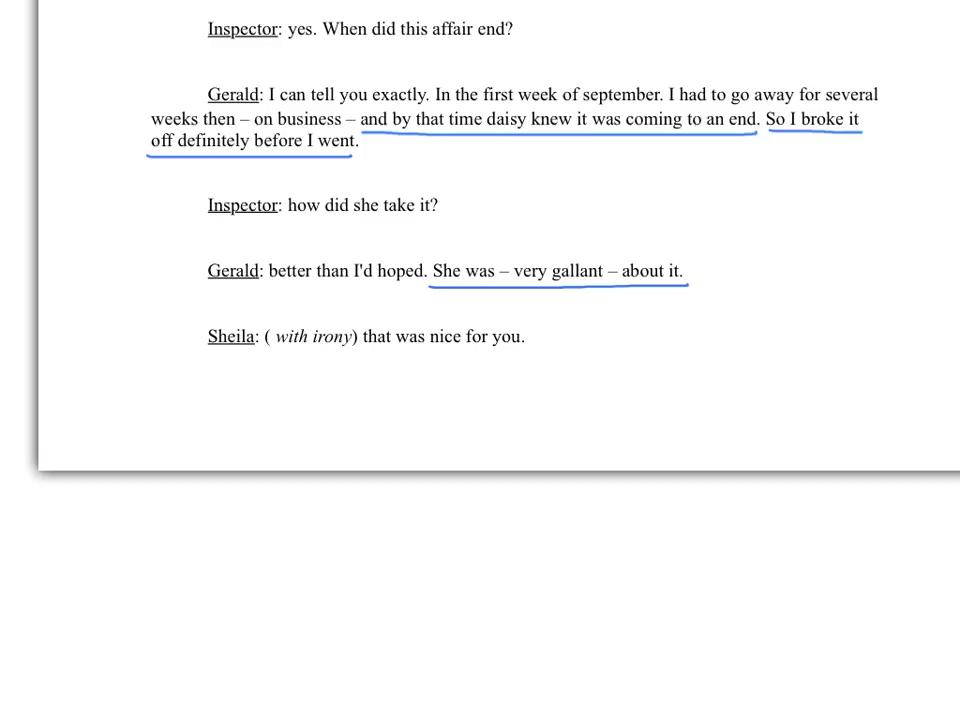 Inspector: yes. When did this affair end?
Gerald: I can tell you exactly. In the first week of september. I had to go away for several
weeks then – on business – and by that time daisy knew it was coming to an end. So I broke it
off definitely before I went.
Inspector: how did she take it?
Gerald: better than I'd hoped. She was – very gallant – about it.
Sheila: ( with irony) that was nice for you.